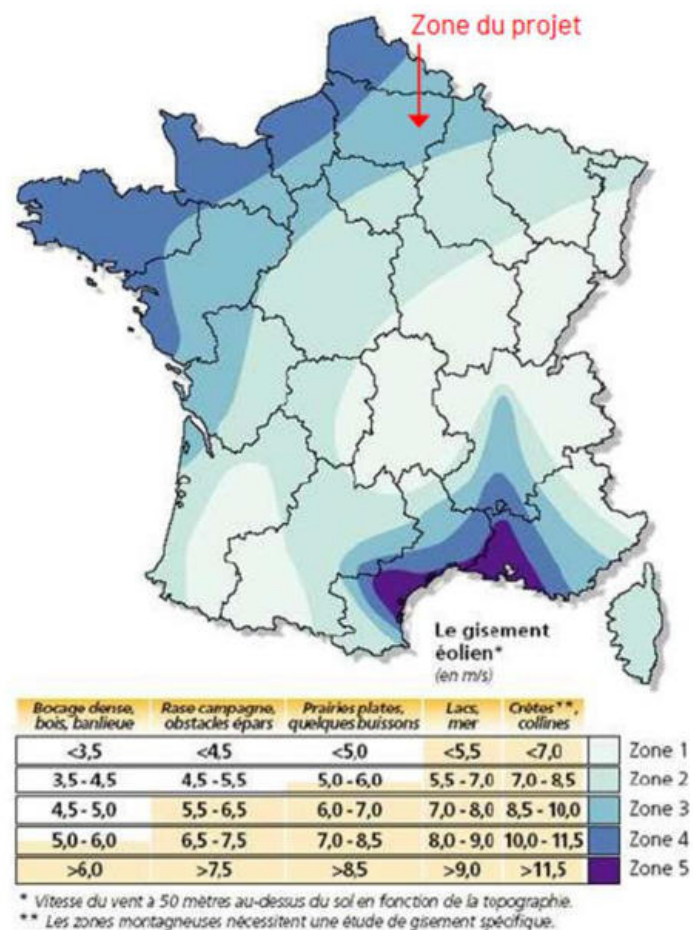 Zone du projet
Le gisement
éolien*
(en m/s)
Bocage dense, bois, banlieue | Rase campagne, obstacles épars | Prairies plates, quelques buissons | Lacs, mer | Crêtes**, collines
<3,5 <4,5 <5,0 <5,5 <7,0 Zone 1
3,5 - 4,5 4,5 - 5,5 5,0 - 6,0 5,5 - 7,0 7,0 - 8,5 Zone 2
4,5 - 5,0 5,5 - 6,5 6,0 - 7,0 7,0 - 8,0 8,5 - 10,0 Zone 3
5,0 - 6,0 6,5 - 7,5 7,0 - 8,5 8,0 - 9,0 10,0 - 11,5 Zone 4
>6,0 >7,5 >8,5 >9,0 >11,5 Zone 5
* Vitesse du vent à 50 mètres au-dessus du sol en fonction de la topographie.
** Les zones montagneuses nécessitent une étude de gisement spécifique.